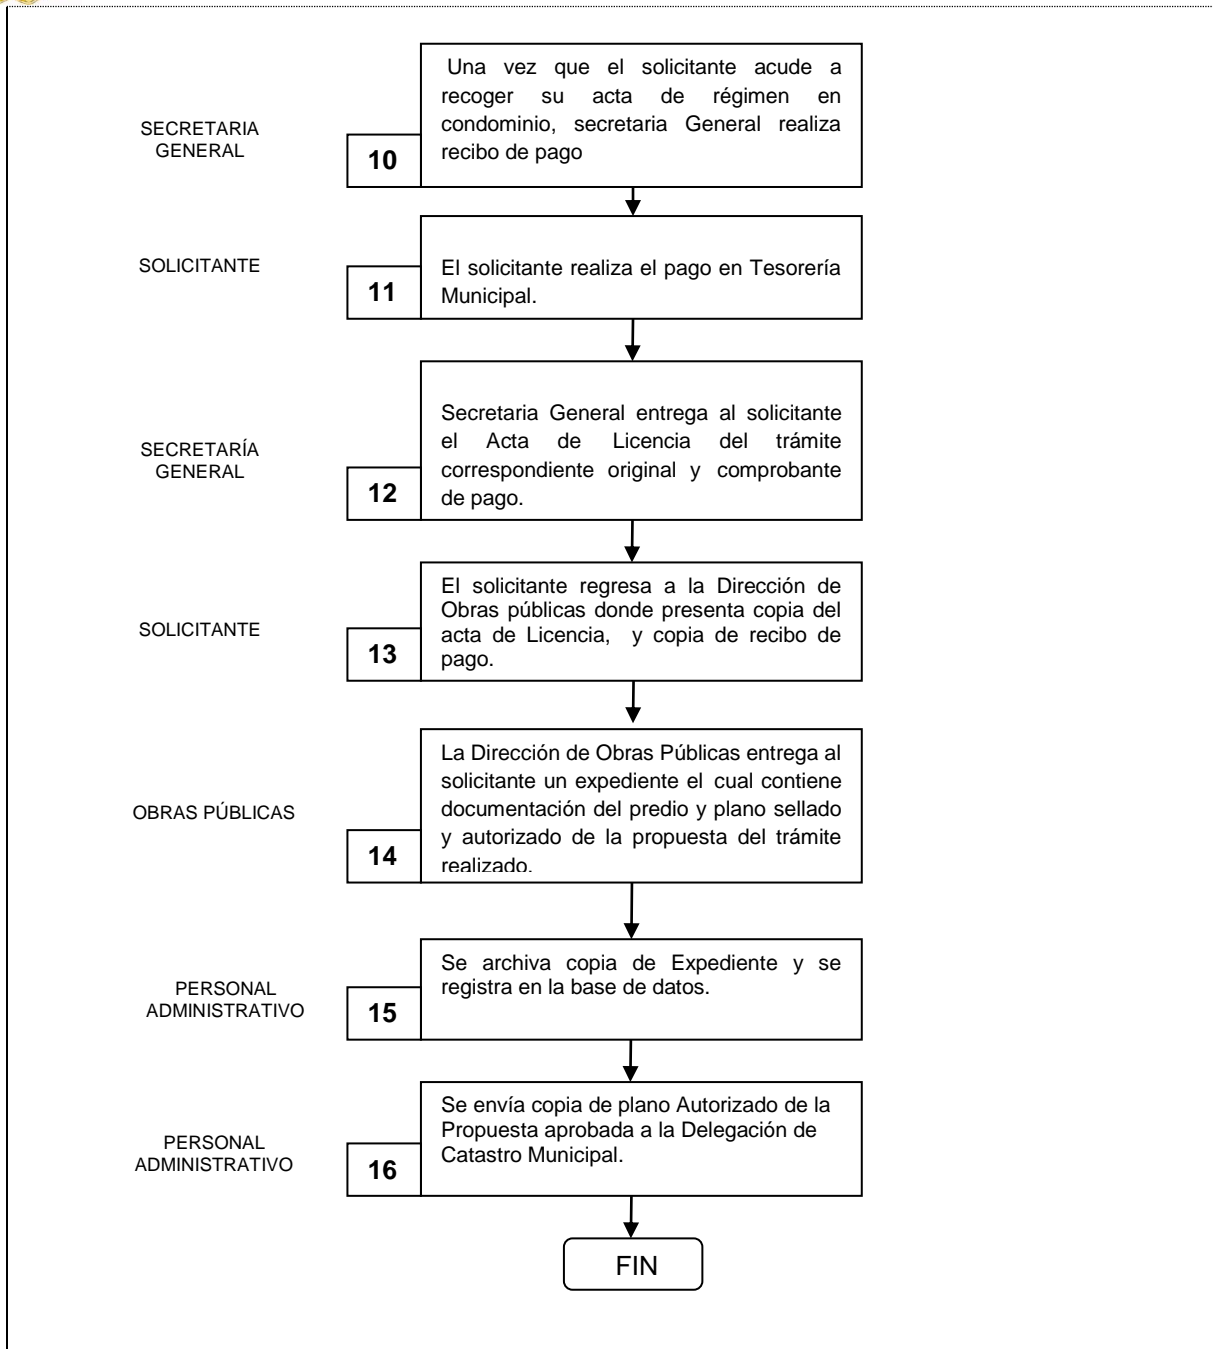 Una vez que el solicitante acude a
recoger su acta de régimen en
condominio, secretaria General realiza
recibo de pago
SECRETARIA
GENERAL
10
SOLICITANTE
El solicitante realiza el pago en Tesorería
Municipal.
11
Secretaria General entrega al solicitante
el Acta de Licencia del trámite
correspondiente original y comprobante
de pago.
SECRETARÍA
GENERAL
12
El solicitante regresa a la Dirección de
Obras públicas donde presenta copia del
acta de Licencia, y copia de recibo de
pago.
SOLICITANTE
13
La Dirección de Obras Públicas entrega al
solicitante un expediente el cual contiene
documentación del predio y plano sellado
y autorizado de la propuesta del trámite
realizado.
OBRAS PÚBLICAS
14
Se archiva copia de Expediente y se
registra en la base de datos.
PERSONAL
ADMINISTRATIVO
15
Se envía copia de plano Autorizado de la
Propuesta aprobada a la Delegación de
Catastro Municipal.
PERSONAL
ADMINISTRATIVO
16
FIN